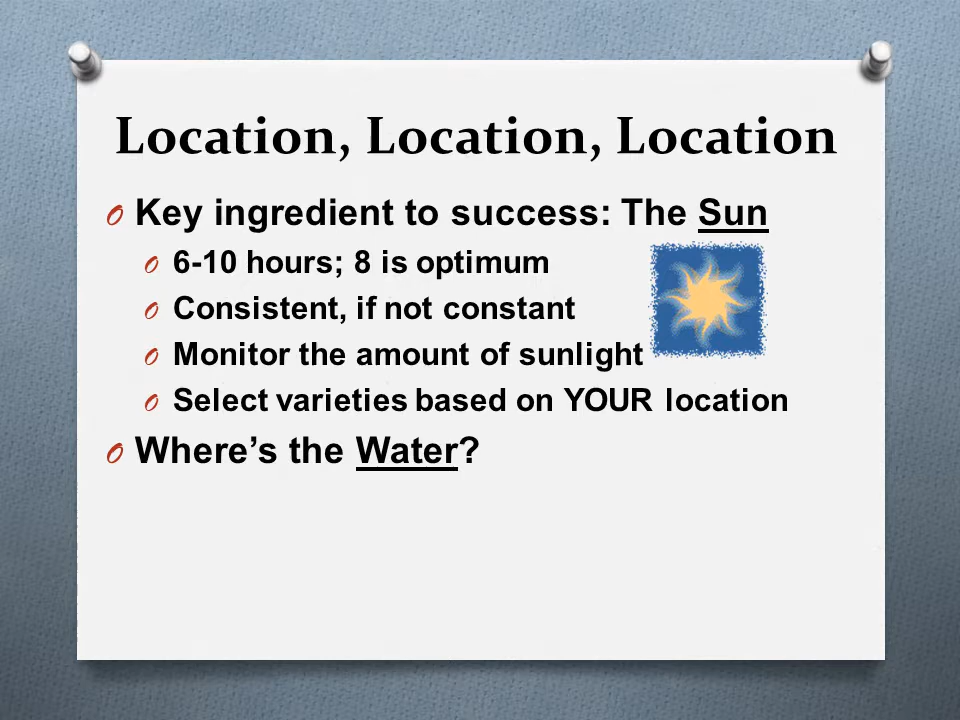 Location, Location, Location
Key ingredient to success: The Sun
6-10 hours; 8 is optimum
Consistent, if not constant
Monitor the amount of sunlight
Select varieties based on YOUR location
Where’s the Water?